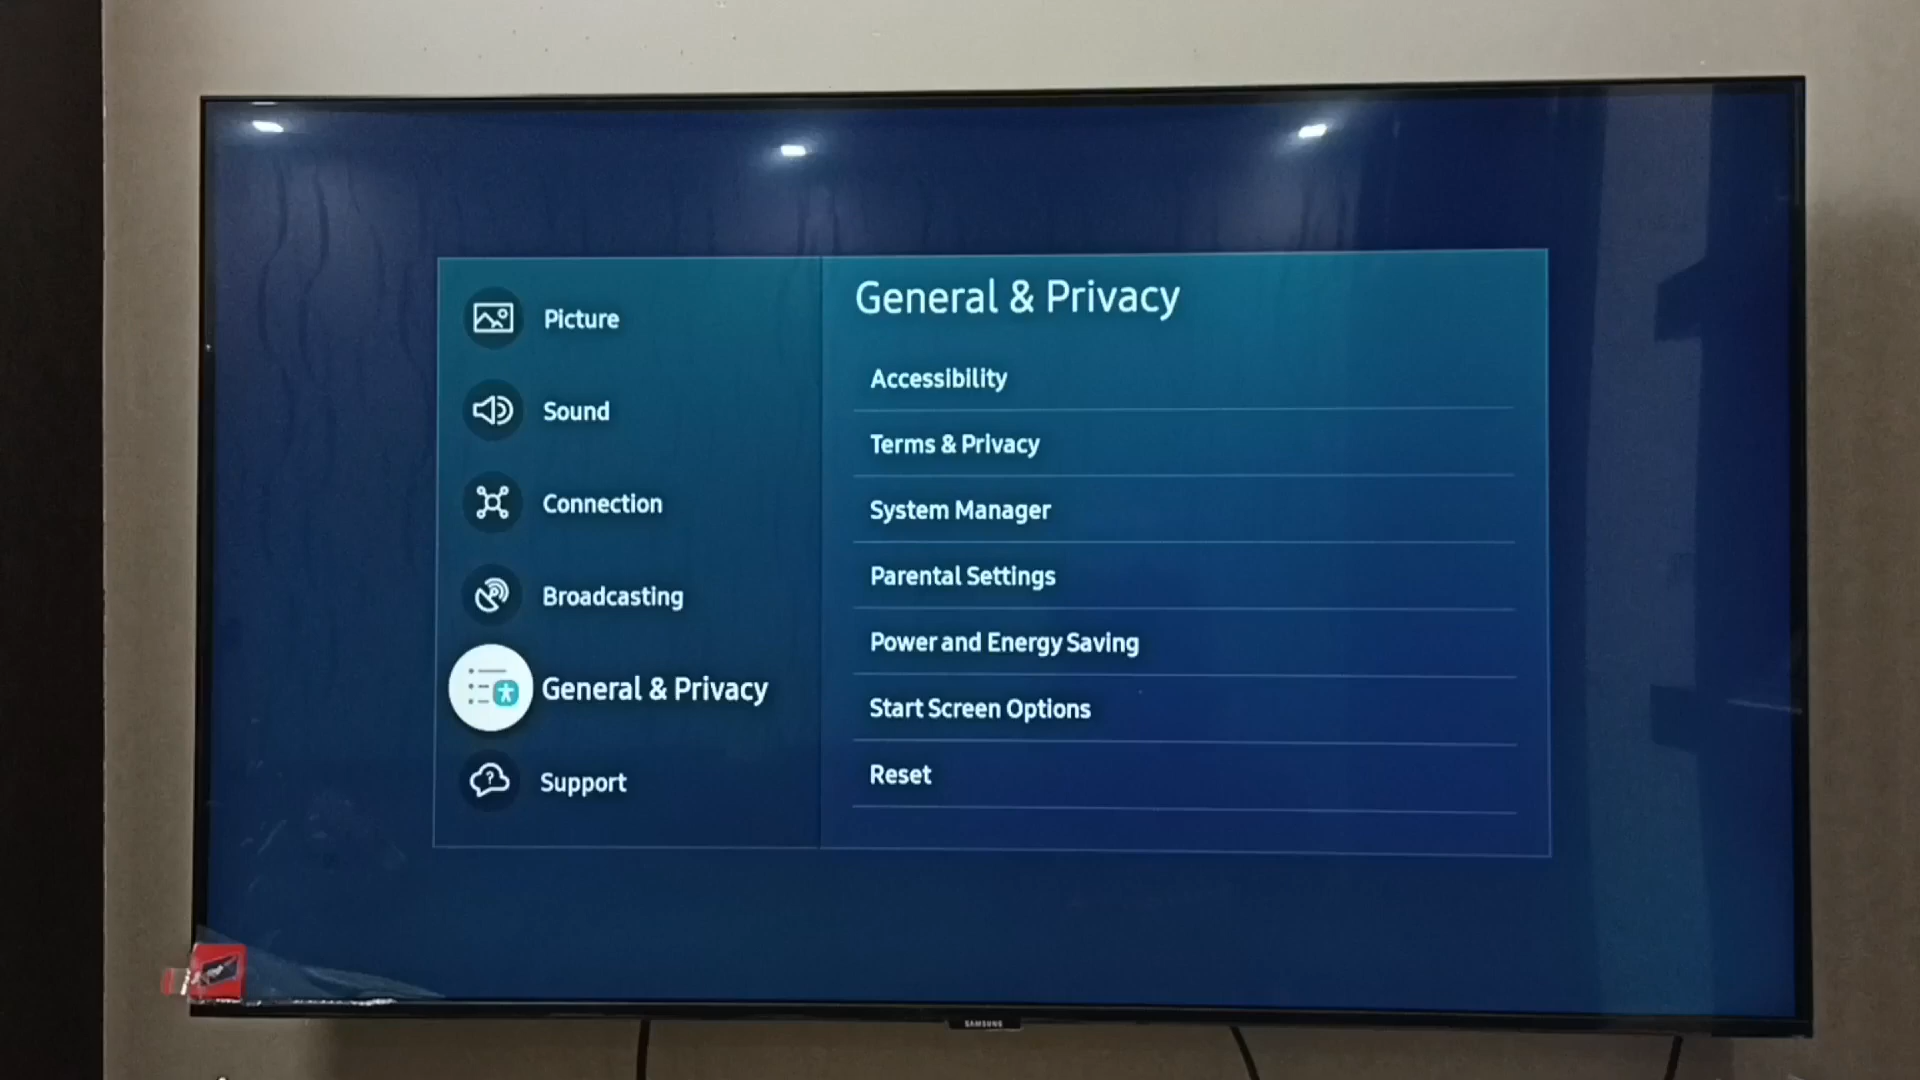 Picture
Sound
Connection
Broadcasting
General & Privacy
Support
General & Privacy
Accessibility
Terms & Privacy
System Manager
Parental Settings
Power and Energy Saving
Start Screen Options
Reset
SAMSUNG